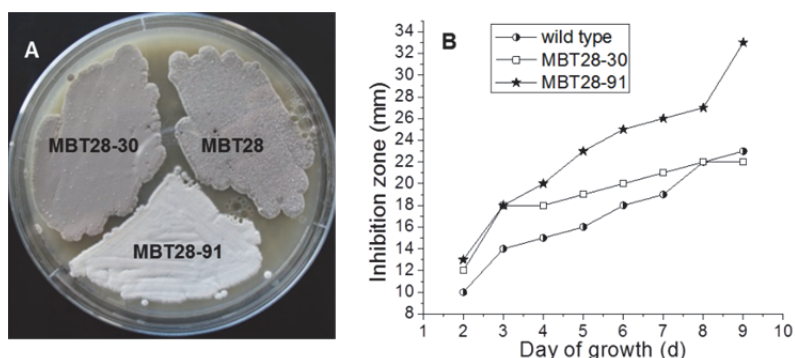 A
MBT28-30
MBT28
MBT28-91
B
wild type
MBT28-30
MBT28-91
Inhibition zone (mm)
34
32
30
28
26
24
22
20
18
16
14
12
10
8
1 2 3 4 5 6 7 8 9 10
Day of growth (d)